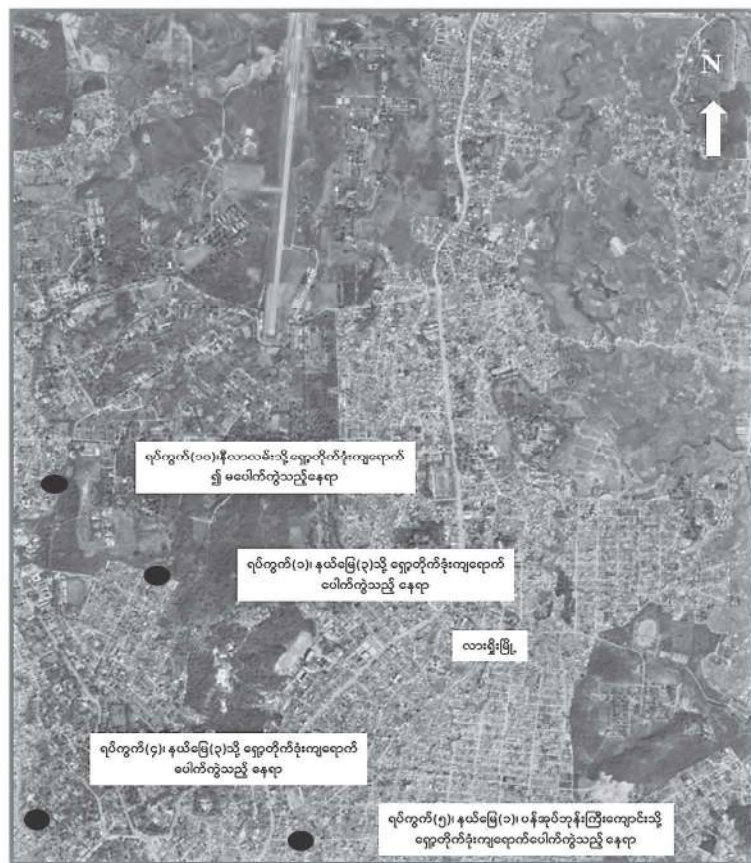 N
ရပ်ကွက်(၁၀)၊နီလာလမ်းသို့ ရှော့တိုက်ဒုံးကျရောက်
၍ မပေါက်ကွဲသည့်နေရာ
ရပ်ကွက်(၁)၊ နယ်မြေ(၃)သို့ ရှော့တိုက်ဒုံးကျရောက်
ပေါက်ကွဲသည့် နေရာ
လားရှိုးမြို့
ရပ်ကွက်(၄)၊ နယ်မြေ(၃)သို့ ရှော့တိုက်ဒုံးကျရောက်
ပေါက်ကွဲသည့် နေရာ
ရပ်ကွက်(၅)၊ နယ်မြေ(၁)၊ ပန်အုပ်ဘုန်းကြီးကျောင်းသို့
ရှော့တိုက်ဒုံးကျရောက်ပေါက်ကွဲသည့် နေရာ